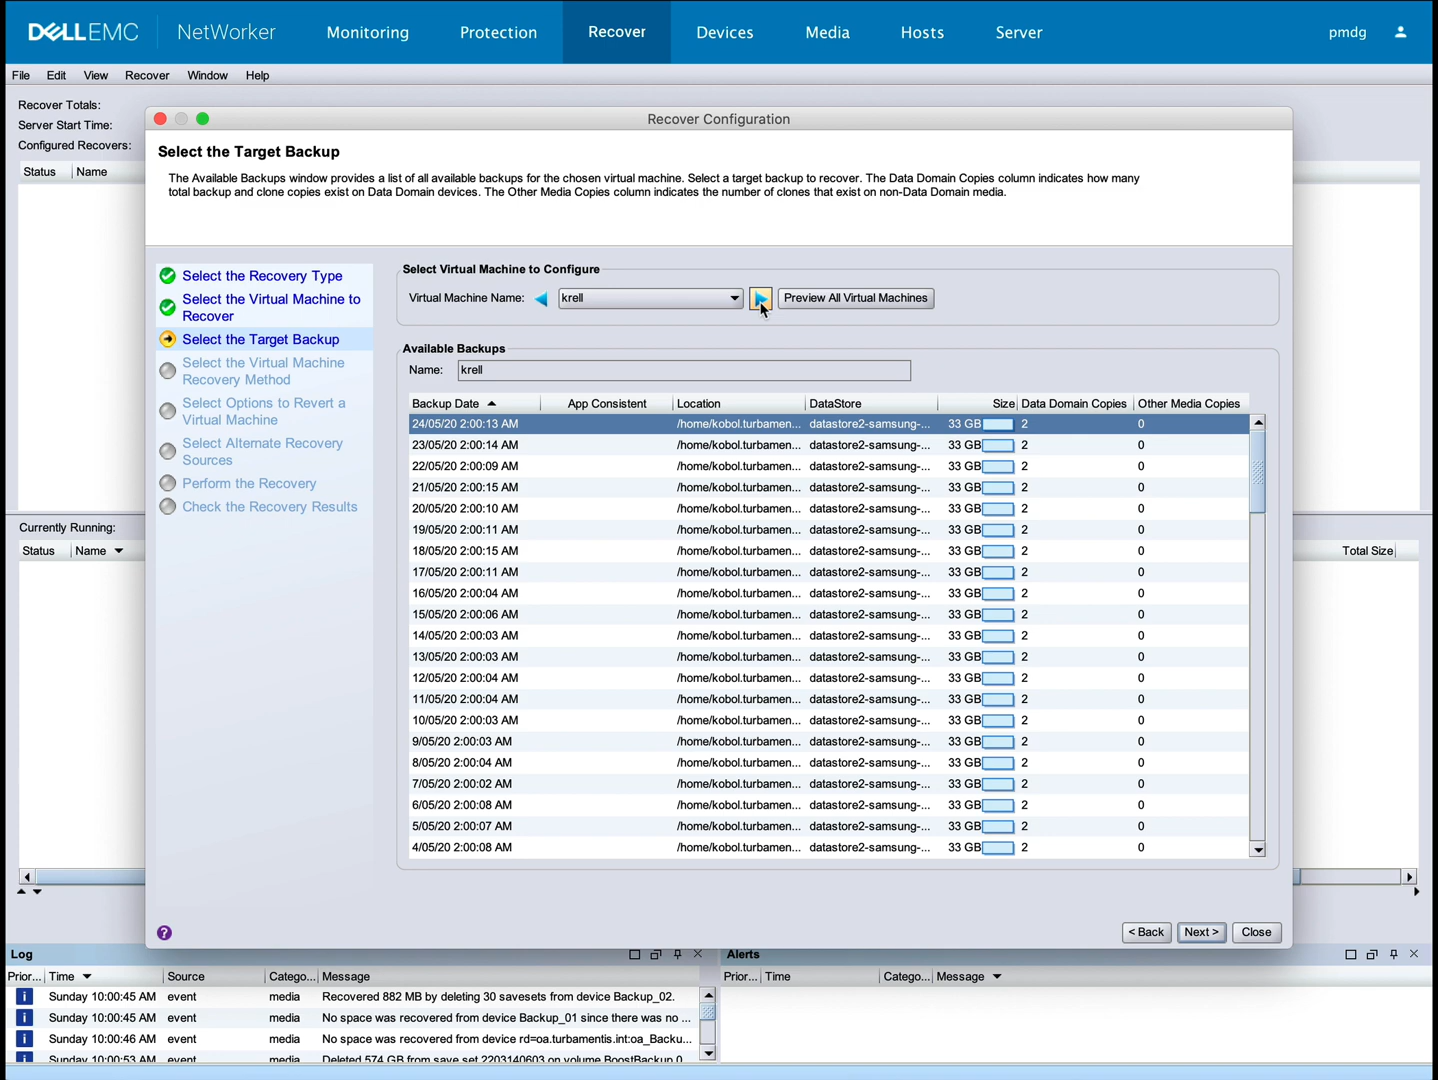 DELLEMC NetWorker Monitoring Protection Recover Devices Media Hosts Server pmdg
File Edit View Recover Window Help
Recover Totals:
Server Start Time:
Configured Recovers:
Status Name
Recover Configuration
Select the Target Backup
The Available Backups window provides a list of all available backups for the chosen virtual machine. Select a target backup to recover. The Data Domain Copies column indicates how many
total backup and clone copies exist on Data Domain devices. The Other Media Copies column indicates the number of clones that exist on non-Data Domain media.
Select the Recovery Type
Select the Virtual Machine to
Recover
Select the Target Backup
Select the Virtual Machine
Recovery Method
Select Options to Revert a
Virtual Machine
Select Alternate Recovery
Sources
Perform the Recovery
Check the Recovery Results
Select Virtual Machine to Configure
Virtual Machine Name: krell Preview All Virtual Machines
Available Backups
Name: krell
Backup Date App Consistent Location DataStore Size Data Domain Copies Other Media Copies
24/05/20 2:00:13 AM /home/kobol.turbamen... datastore2-samsung-... 33 GB 2 0
23/05/20 2:00:14 AM /home/kobol.turbamen... datastore2-samsung-... 33 GB 2 0
22/05/20 2:00:09 AM /home/kobol.turbamen... datastore2-samsung-... 33 GB 2 0
21/05/20 2:00:15 AM /home/kobol.turbamen... datastore2-samsung-... 33 GB 2 0
20/05/20 2:00:10 AM /home/kobol.turbamen... datastore2-samsung-... 33 GB 2 0
19/05/20 2:00:11 AM /home/kobol.turbamen... datastore2-samsung-... 33 GB 2 0
18/05/20 2:00:15 AM /home/kobol.turbamen... datastore2-samsung-... 33 GB 2 0
17/05/20 2:00:11 AM /home/kobol.turbamen... datastore2-samsung-... 33 GB 2 0
16/05/20 2:00:04 AM /home/kobol.turbamen... datastore2-samsung-... 33 GB 2 0
15/05/20 2:00:06 AM /home/kobol.turbamen... datastore2-samsung-... 33 GB 2 0
14/05/20 2:00:03 AM /home/kobol.turbamen... datastore2-samsung-... 33 GB 2 0
13/05/20 2:00:03 AM /home/kobol.turbamen... datastore2-samsung-... 33 GB 2 0
12/05/20 2:00:04 AM /home/kobol.turbamen... datastore2-samsung-... 33 GB 2 0
11/05/20 2:00:04 AM /home/kobol.turbamen... datastore2-samsung-... 33 GB 2 0
10/05/20 2:00:03 AM /home/kobol.turbamen... datastore2-samsung-... 33 GB 2 0
9/05/20 2:00:03 AM /home/kobol.turbamen... datastore2-samsung-... 33 GB 2 0
8/05/20 2:00:04 AM /home/kobol.turbamen... datastore2-samsung-... 33 GB 2 0
7/05/20 2:00:02 AM /home/kobol.turbamen... datastore2-samsung-... 33 GB 2 0
6/05/20 2:00:08 AM /home/kobol.turbamen... datastore2-samsung-... 33 GB 2 0
5/05/20 2:00:07 AM /home/kobol.turbamen... datastore2-samsung-... 33 GB 2 0
4/05/20 2:00:08 AM /home/kobol.turbamen... datastore2-samsung-... 33 GB 2 0
? < Back Next > Close
Currently Running:
Status Name Total Size
Log
Prior... Time Source Catego... Message
Sunday 10:00:45 AM event media Recovered 882 MB by deleting 30 savesets from device Backup_02.
Sunday 10:00:45 AM event media No space was recovered from device Backup_01 since there was no ...
Sunday 10:00:46 AM event media No space was recovered from device rd=oa.turbamentis.int:oa_Backu...
Sunday 10:00:53 AM event media Deleted 574 GB from save set 2203140603 on volume BoostBackup.0
Alerts
Prior... Time Catego... Message